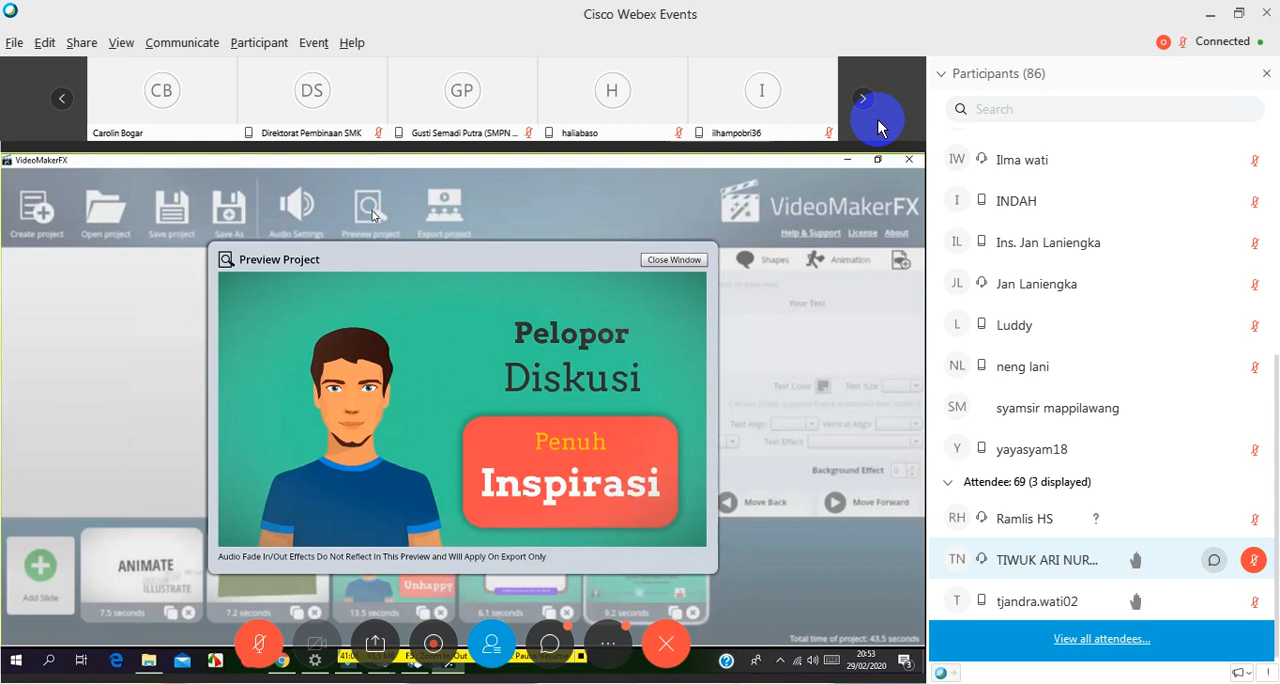 Cisco Webex Events
File Edit Share View Communicate Participant Event Help
Connected
CB
DS
GP
H
I
Carolin Bogar
Direktorat Pembinaan SMK
Gusti Semadi Putra (SMPN ...
haliabaso
ilhampobri36
VideoMakerFX
Create project
Open project
Save project
Save As
Audio Settings
Preview project
Export project
VideoMakerFX
Help & Support License About
Preview Project
Close Window
Shapes
Animation
Your Text
Pelopor
Diskusi
Penuh
Inspirasi
Text Color
Text Size
Text Align
Vertical Align
Text Effect
Background Effect 0
Move Back
Move Forward
Audio Fade In/Out Effects Do Not Reflect In This Preview and Will Apply On Export Only
Add Slide
ANIMATE
ILLUSTRATE
Unhappy
7.5 seconds
7.2 seconds
13.5 seconds
6.1 seconds
9.2 seconds
Total time of project: 43.5 seconds
20:53
29/02/2020
Participants (86)
Search
IW Ilma wati
I INDAH
IL Ins. Jan Laniengka
JL Jan Laniengka
L Luddy
NL neng lani
SM syamsir mappilawang
Y yayasyam18
Attendee: 69 (3 displayed)
RH Ramlis HS ?
TN TIWUK ARI NUR...
T tjandra.wati02
View all attendees...